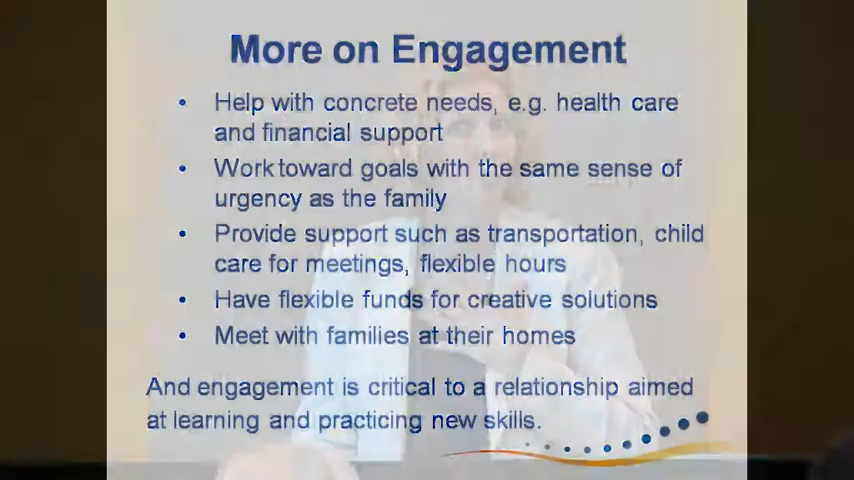 More on Engagement
• Help with concrete needs, e.g. health care
and financial support
• Work toward goals with the same sense of
urgency as the family
• Provide support such as transportation, child
care for meetings, flexible hours
• Have flexible funds for creative solutions
• Meet with families at their homes
And engagement is critical to a relationship aimed
at learning and practicing new skills.